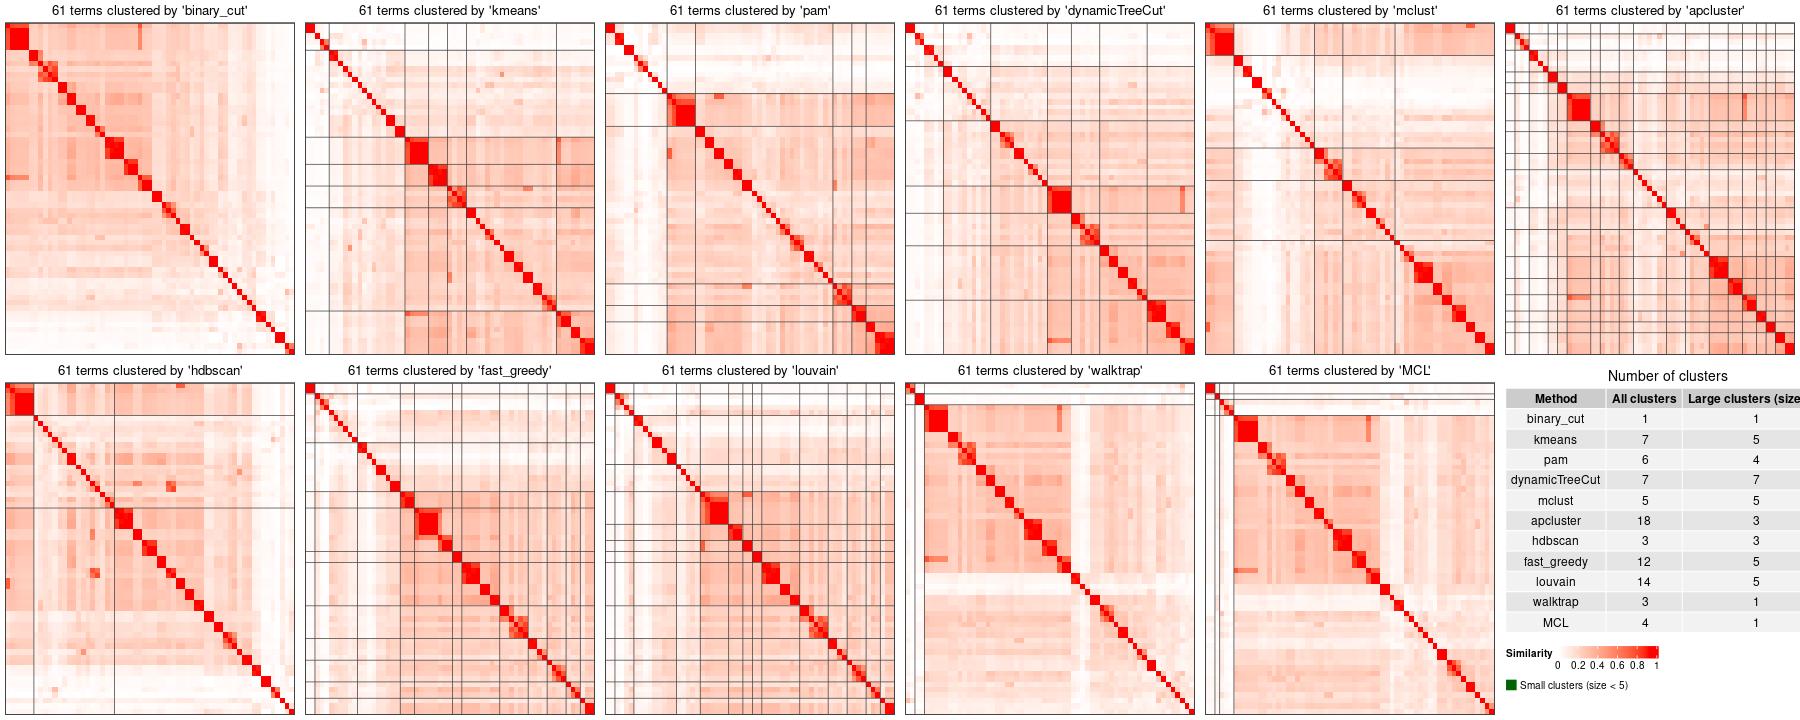 61 terms clustered by 'binary_cut'
61 terms clustered by 'kmeans'
61 terms clustered by 'pam'
61 terms clustered by 'dynamicTreeCut'
61 terms clustered by 'mclust'
61 terms clustered by 'apcluster'
61 terms clustered by 'hdbscan'
61 terms clustered by 'fast_greedy'
61 terms clustered by 'louvain'
61 terms clustered by 'walktrap'
61 terms clustered by 'MCL'
Number of clusters
Method All clusters Large clusters (size
binary_cut 1 1
kmeans 7 5
pam 6 4
dynamicTreeCut 7 7
mclust 5 5
apcluster 18 3
hdbscan 3 3
fast_greedy 12 5
louvain 14 5
walktrap 3 1
MCL 4 1
Similarity
0 0.2 0.4 0.6 0.8 1
Small clusters (size < 5)